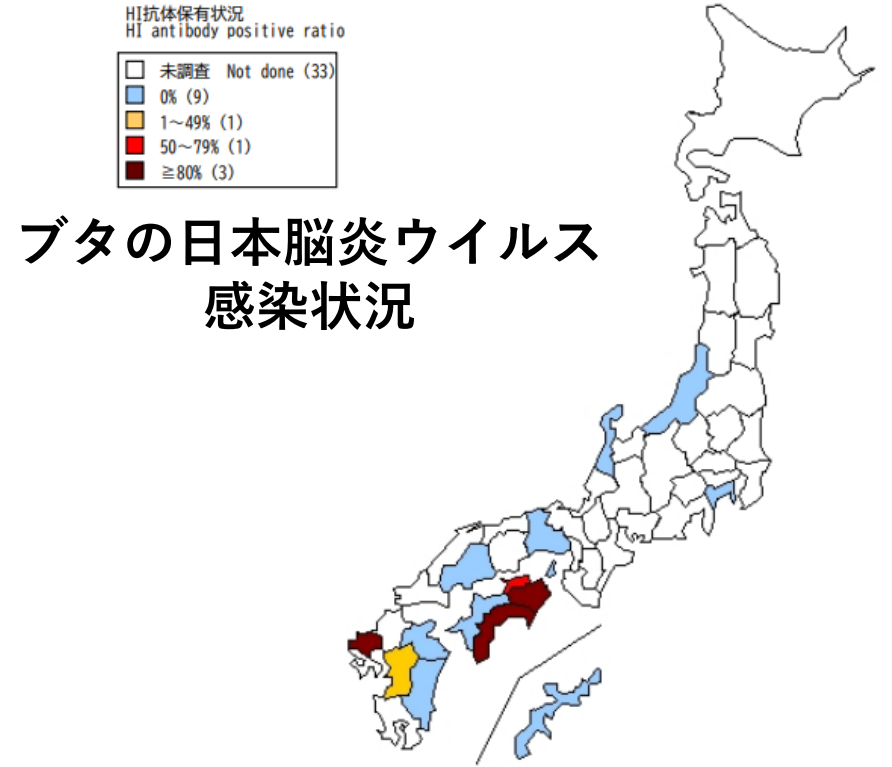 HI抗体保有状況
HI antibody positive ratio
未調査 Not done (33)
0% (9)
1～49% (1)
50～79% (1)
≧80% (3)
ブタの日本脳炎ウイルス
感染状況